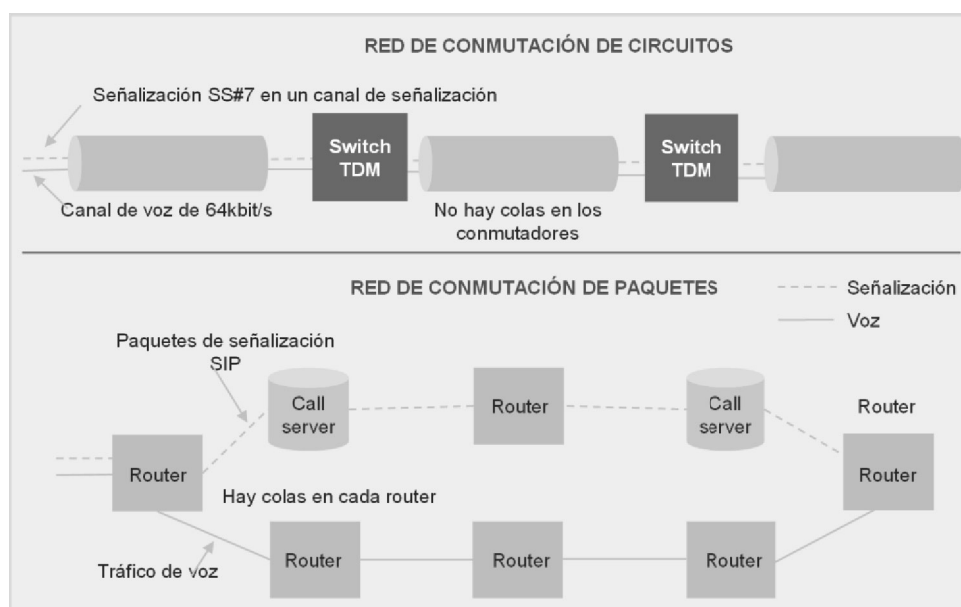 RED DE CONMUTACIÓN DE CIRCUITOS
Señalización SS#7 en un canal de señalización
Switch
TDM
Switch
TDM
Canal de voz de 64kbit/s
No hay colas en los
conmutadores
RED DE CONMUTACIÓN DE PAQUETES
Señalización
Voz
Paquetes de señalización
SIP
Call
server
Router
Call
server
Router
Router
Router
Hay colas en cada router
Router
Router
Router
Tráfico de voz